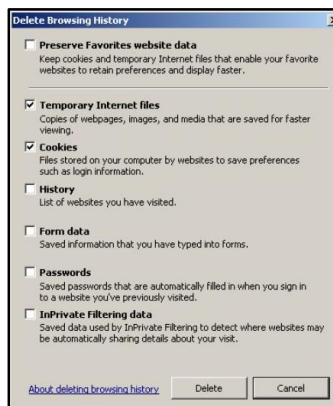 Delete Browsing History
Preserve Favorites website data
Keep cookies and temporary Internet files that enable your favorite
websites to retain preferences and display faster.
Temporary Internet files
Copies of webpages, images, and media that are saved for faster
viewing.
Cookies
Files stored on your computer by websites to save preferences
such as login information.
History
List of websites you have visited.
Form data
Saved information that you have typed into forms.
Passwords
Saved passwords that are automatically filled in when you sign in
to a website you've previously visited.
InPrivate Filtering data
Saved data used by InPrivate Filtering to detect where websites may
be automatically sharing details about your visit.
About deleting browsing history Delete Cancel